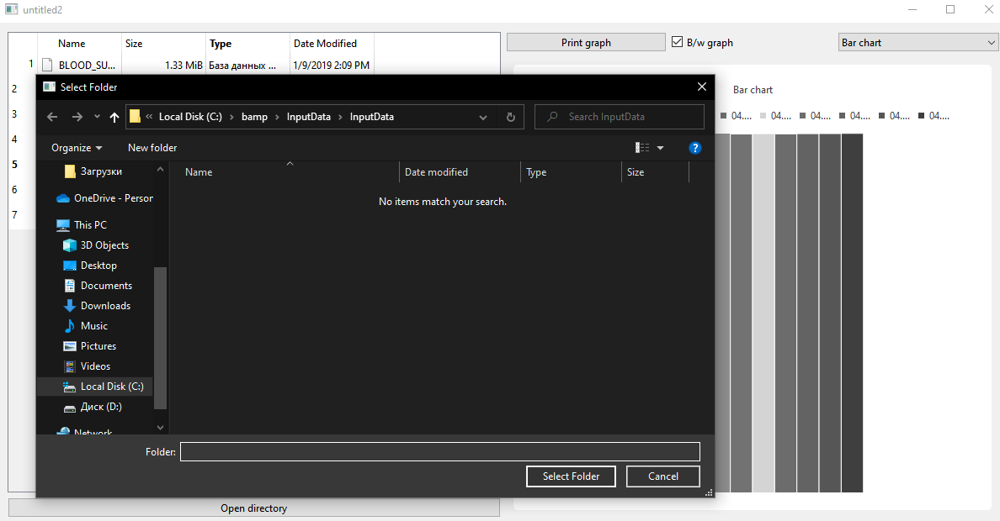 untitled2
Name Size Type Date Modified
1 BLOOD_SU... 1.33 MiB База данных ... 1/9/2019 2:09 PM
2
3
4
5
6
7
Open directory
Print graph B/w graph Bar chart
Bar chart
04.... 04.... 04.... 04.... 04.... 04....
Select Folder
« Local Disk (C:) › bamp › InputData › InputData
Search InputData
Organize New folder ?
Загрузки
OneDrive - Person
This PC
3D Objects
Desktop
Documents
Downloads
Music
Pictures
Videos
Local Disk (C:)
Диск (D:)
Network
Name Date modified Type Size
No items match your search.
Folder:
Select Folder Cancel